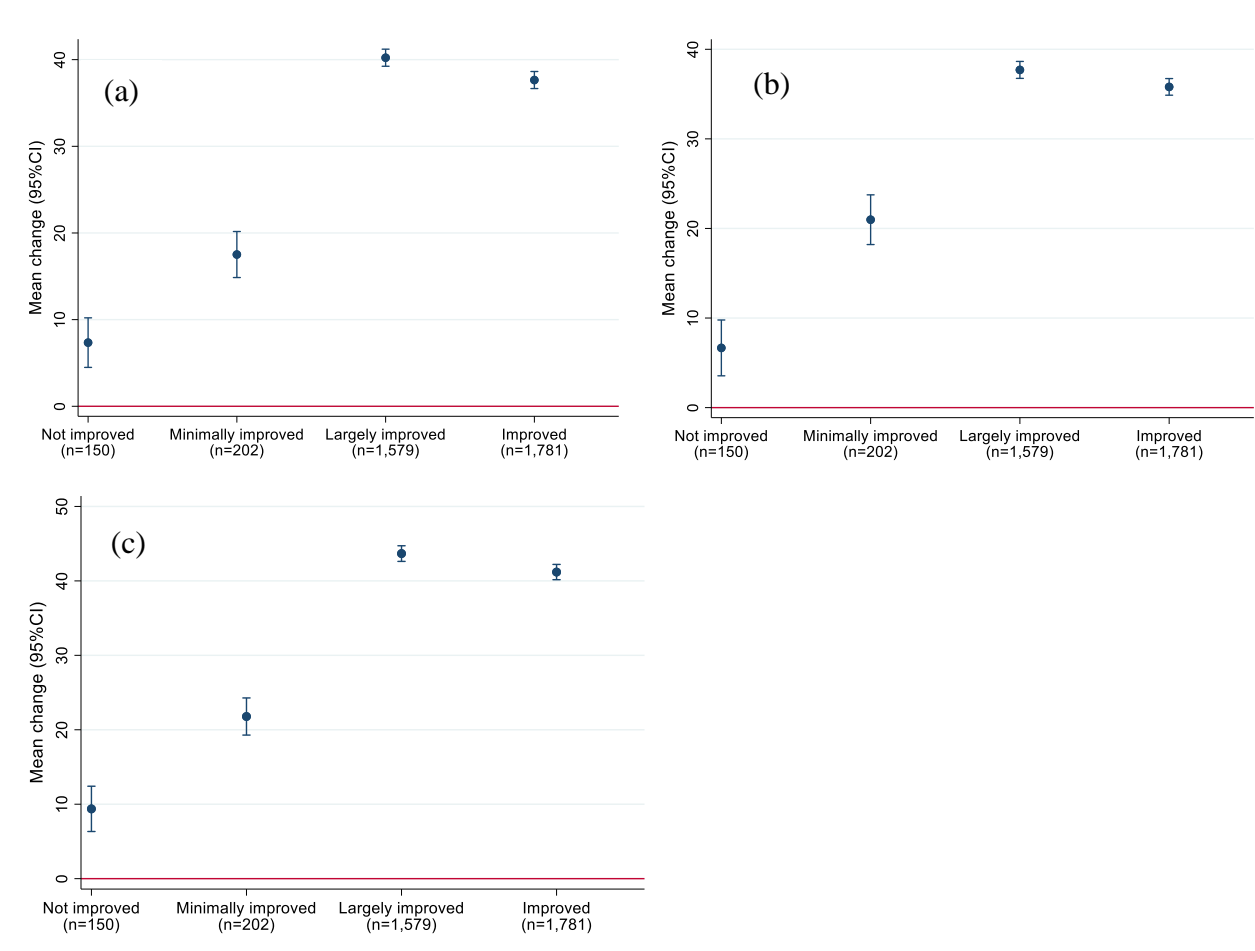 (a)
Mean change (95%CI)
40
30
20
10
0
Not improved
(n=150)
Minimally improved
(n=202)
Largely improved
(n=1,579)
Improved
(n=1,781)
(b)
Mean change (95%CI)
40
30
20
10
0
Not improved
(n=150)
Minimally improved
(n=202)
Largely improved
(n=1,579)
Improved
(n=1,781)
(c)
Mean change (95%CI)
50
40
30
20
10
0
Not improved
(n=150)
Minimally improved
(n=202)
Largely improved
(n=1,579)
Improved
(n=1,781)